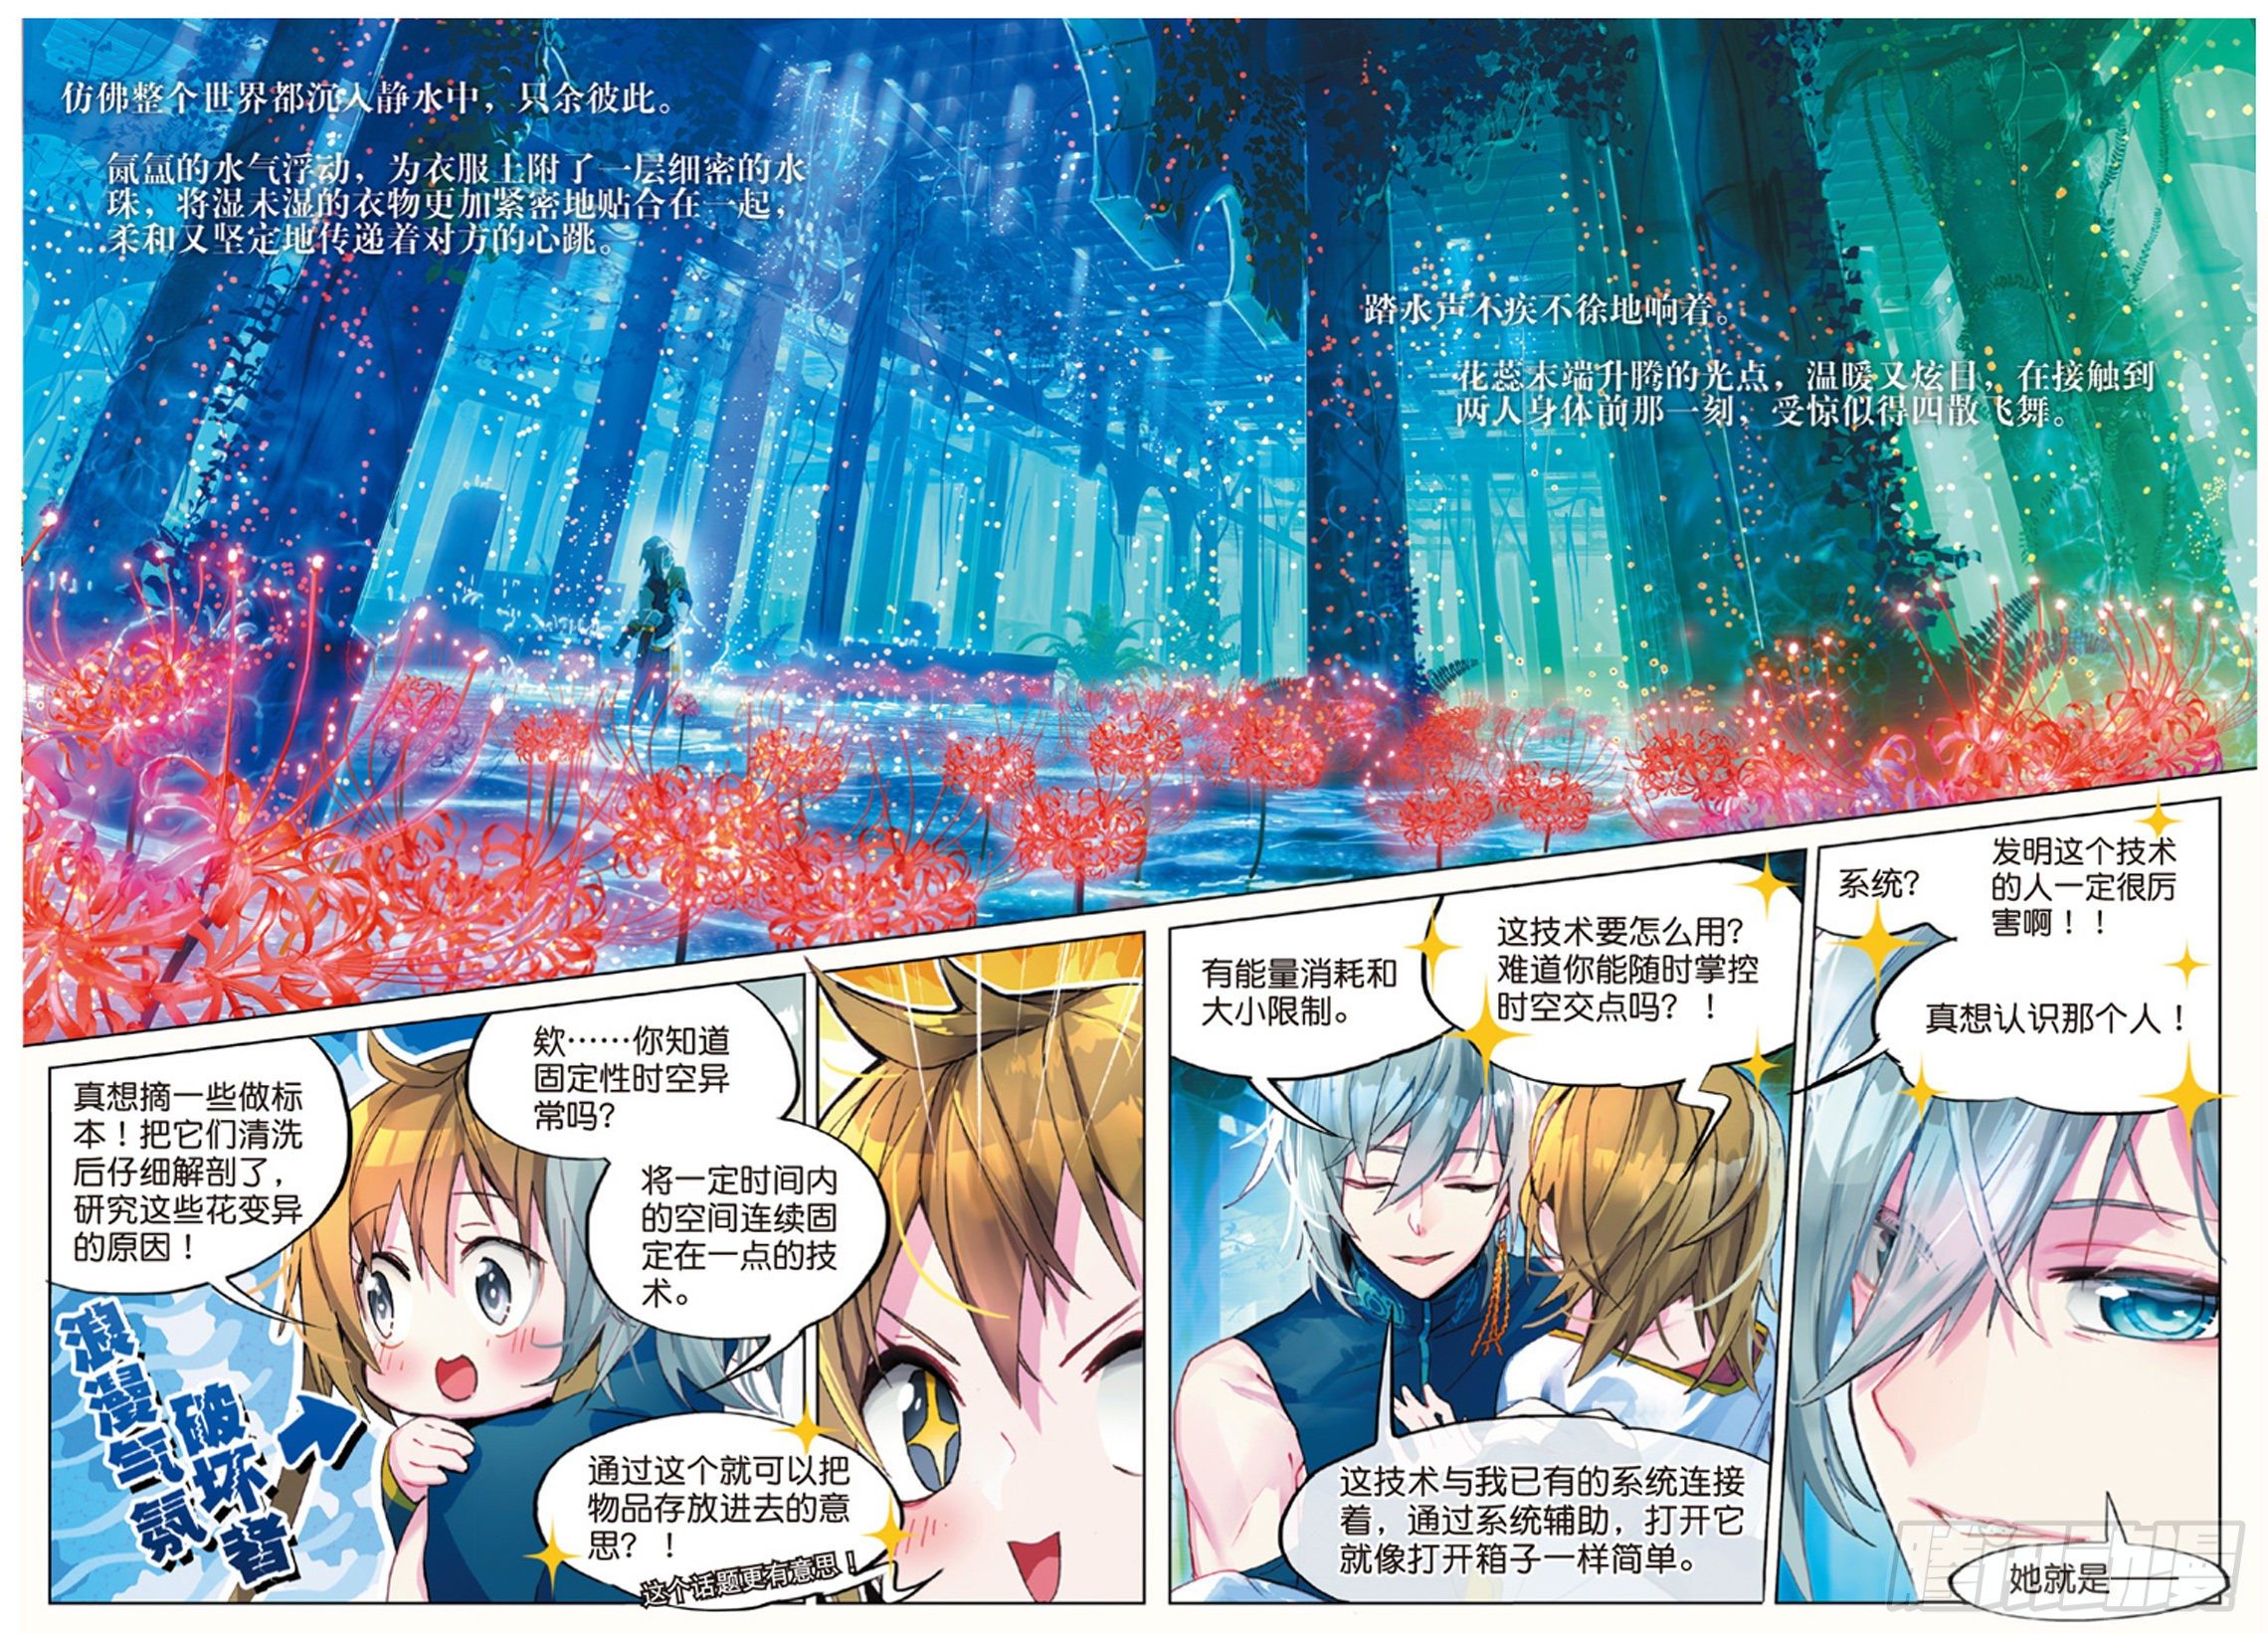 仿佛整个世界都沉入静水中，只余彼此。
氤氲的水气浮动，为衣服上附了一层细密的水
珠，将湿未湿的衣物更加紧密地贴合在一起，
柔和又坚定地传递着对方的心跳。
踏水声不疾不徐地响着。
花蕊末端升腾的光点，温暖又炫目，在接触到
两人身体前那一刻，受惊似得四散飞舞。
真想摘一些做标
本！把它们清洗
后仔细解剖了，
研究这些花变异
的原因！
浪漫气氛
破坏者
欸……你知道
固定性时空异
常吗？
将一定时间内
的空间连续固
定在一点的技
术。
通过这个就可以把
物品存放进去的意
思？！
这个话题更有意思！
有能量消耗和
大小限制。
这技术要怎么用？
难道你能随时掌控
时空交点吗？！
这技术与我已有的系统连接
着，通过系统辅助，打开它
就像打开箱子一样简单。
系统？
发明这个技术
的人一定很厉
害啊！！
真想认识那个人！
她就是——
腾讯动漫